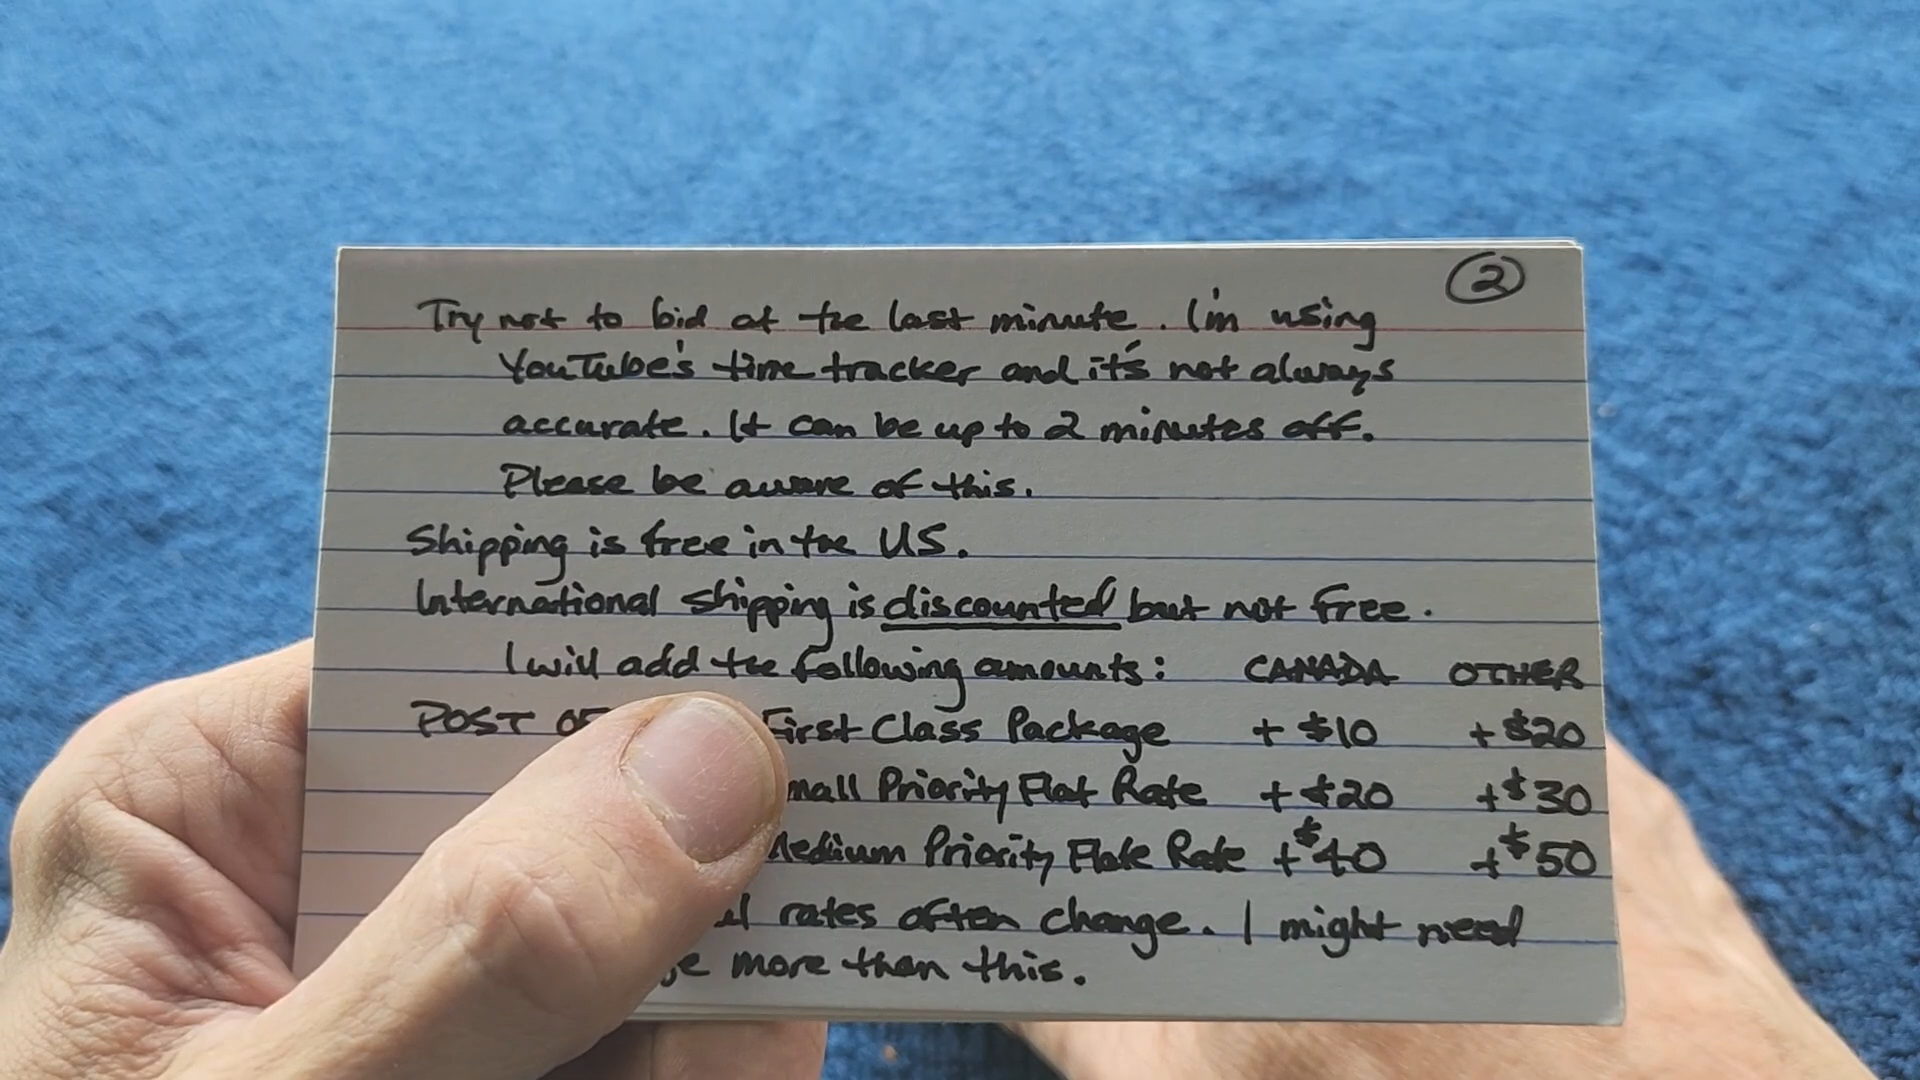 2
Try not to bid at the last minute. I'm using
YouTube's time tracker and it's not always
accurate. It can be up to 2 minutes off.
Please be aware of this.
Shipping is free in the US.
International shipping is discounted but not free.
I will add the following amounts: CANADA OTHER
POST First Class Package + $10 + $20
Priority Flat Rate + $20 + $30
Medium Priority Flate Rate + $40 + $50
rates often change. I might need
more than this.